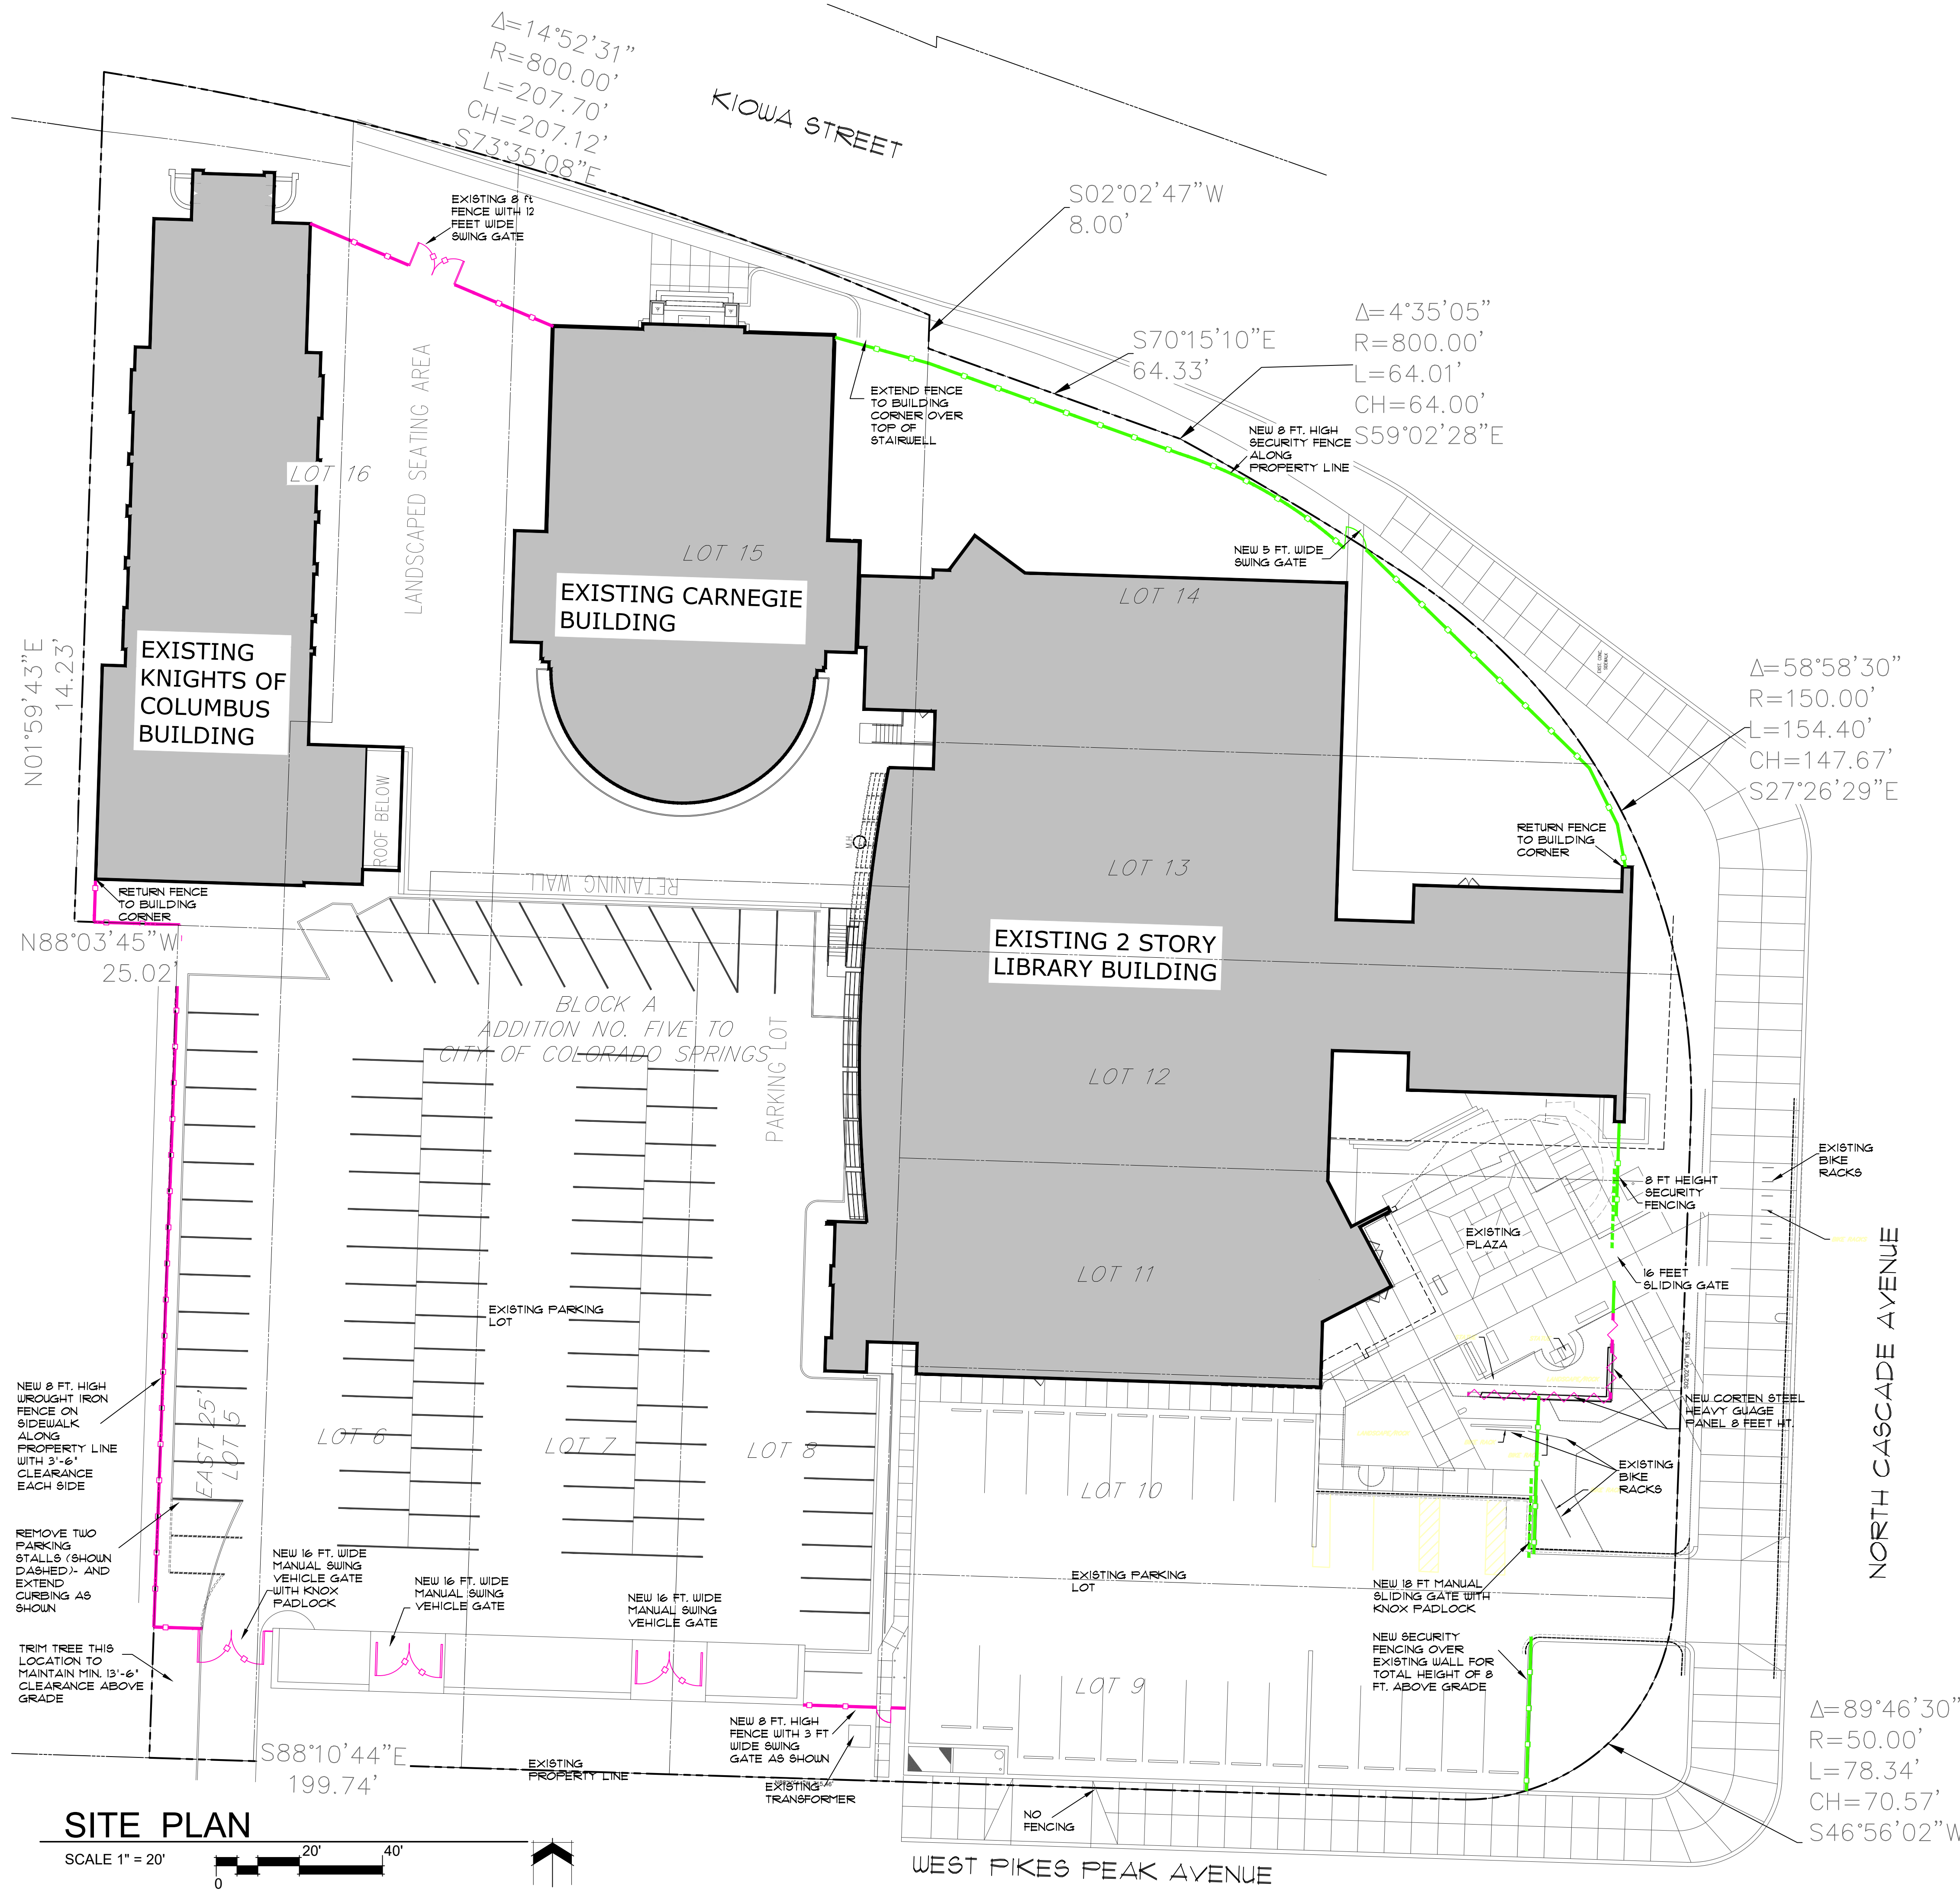 Δ=14°52'31"
R=800.00'
L=207.70'
CH=207.12'
S73°35'08"E
KIOWA STREET
EXISTING 8 ft
FENCE WITH 12
FEET WIDE
SWING GATE
S02°02'47"W
8.00'
S70°15'10"E
64.33'
Δ=4°35'05"
R=800.00'
L=64.01'
CH=64.00'
S59°02'28"E
EXTEND FENCE
TO BUILDING
CORNER OVER
TOP OF
STAIRWELL
NEW 8 FT. HIGH
SECURITY FENCE
ALONG
PROPERTY LINE
NEW 5 FT. WIDE
SWING GATE
LANDSCAPED SEATING AREA
LOT 16
LOT 15
LOT 14
EXISTING CARNEGIE
BUILDING
EXISTING
KNIGHTS OF
COLUMBUS
BUILDING
N01°59'43"E
14.23'
EXIST. CONC.
SIDEWALK
Δ=58°58'30"
R=150.00'
L=154.40'
CH=147.67'
S27°26'29"E
ROOF BELOW
M.H.
RETURN FENCE
TO BUILDING
CORNER
LOT 13
RETAINING WALL
RETURN FENCE
TO BUILDING
CORNER
N88°03'45"W
25.02'
EXISTING 2 STORY
LIBRARY BUILDING
BLOCK A
ADDITION NO. FIVE TO
CITY OF COLORADO SPRINGS
PARKING LOT
LOT 12
EXISTING
BIKE
RACKS
8 FT HEIGHT
SECURITY
FENCING
EXISTING
PLAZA
16 FEET
SLIDING GATE
NORTH CASCADE AVENUE
LOT 11
EXISTING PARKING
LOT
S02°02'47"W 115.25'
NEW CORTEN STEEL
HEAVY GUAGE
PANEL 8 FEET HT.
NEW 8 FT. HIGH
WROUGHT IRON
FENCE ON
SIDEWALK
ALONG
PROPERTY LINE
WITH 3'-6"
CLEARANCE
EACH SIDE
EAST 25'
LOT 5
LOT 6
LOT 7
LOT 8
LOT 10
EXISTING
BIKE
RACKS
REMOVE TWO
PARKING
STALLS (SHOWN
DASHED)- AND
EXTEND
CURBING AS
SHOWN
NEW 16 FT. WIDE
MANUAL SWING
VEHICLE GATE
WITH KNOX
PADLOCK
NEW 16 FT. WIDE
MANUAL SWING
VEHICLE GATE
NEW 16 FT. WIDE
MANUAL SWING
VEHICLE GATE
EXISTING PARKING
LOT
NEW 18 FT MANUAL
SLIDING GATE WITH
KNOX PADLOCK
TRIM TREE THIS
LOCATION TO
MAINTAIN MIN. 13'-6"
CLEARANCE ABOVE
GRADE
NEW SECURITY
FENCING OVER
EXISTING WALL FOR
TOTAL HEIGHT OF 8
FT. ABOVE GRADE
LOT 9
NEW 8 FT. HIGH
FENCE WITH 3 FT
WIDE SWING
GATE AS SHOWN
Δ=89°46'30"
R=50.00'
L=78.34'
CH=70.57'
S46°56'02"W
S88°10'44"E
199.74'
EXISTING
PROPERTY LINE
EXISTING
TRANSFORMER
NO
FENCING
WEST PIKES PEAK AVENUE
SITE PLAN
SCALE 1" = 20'
0
20'
40'